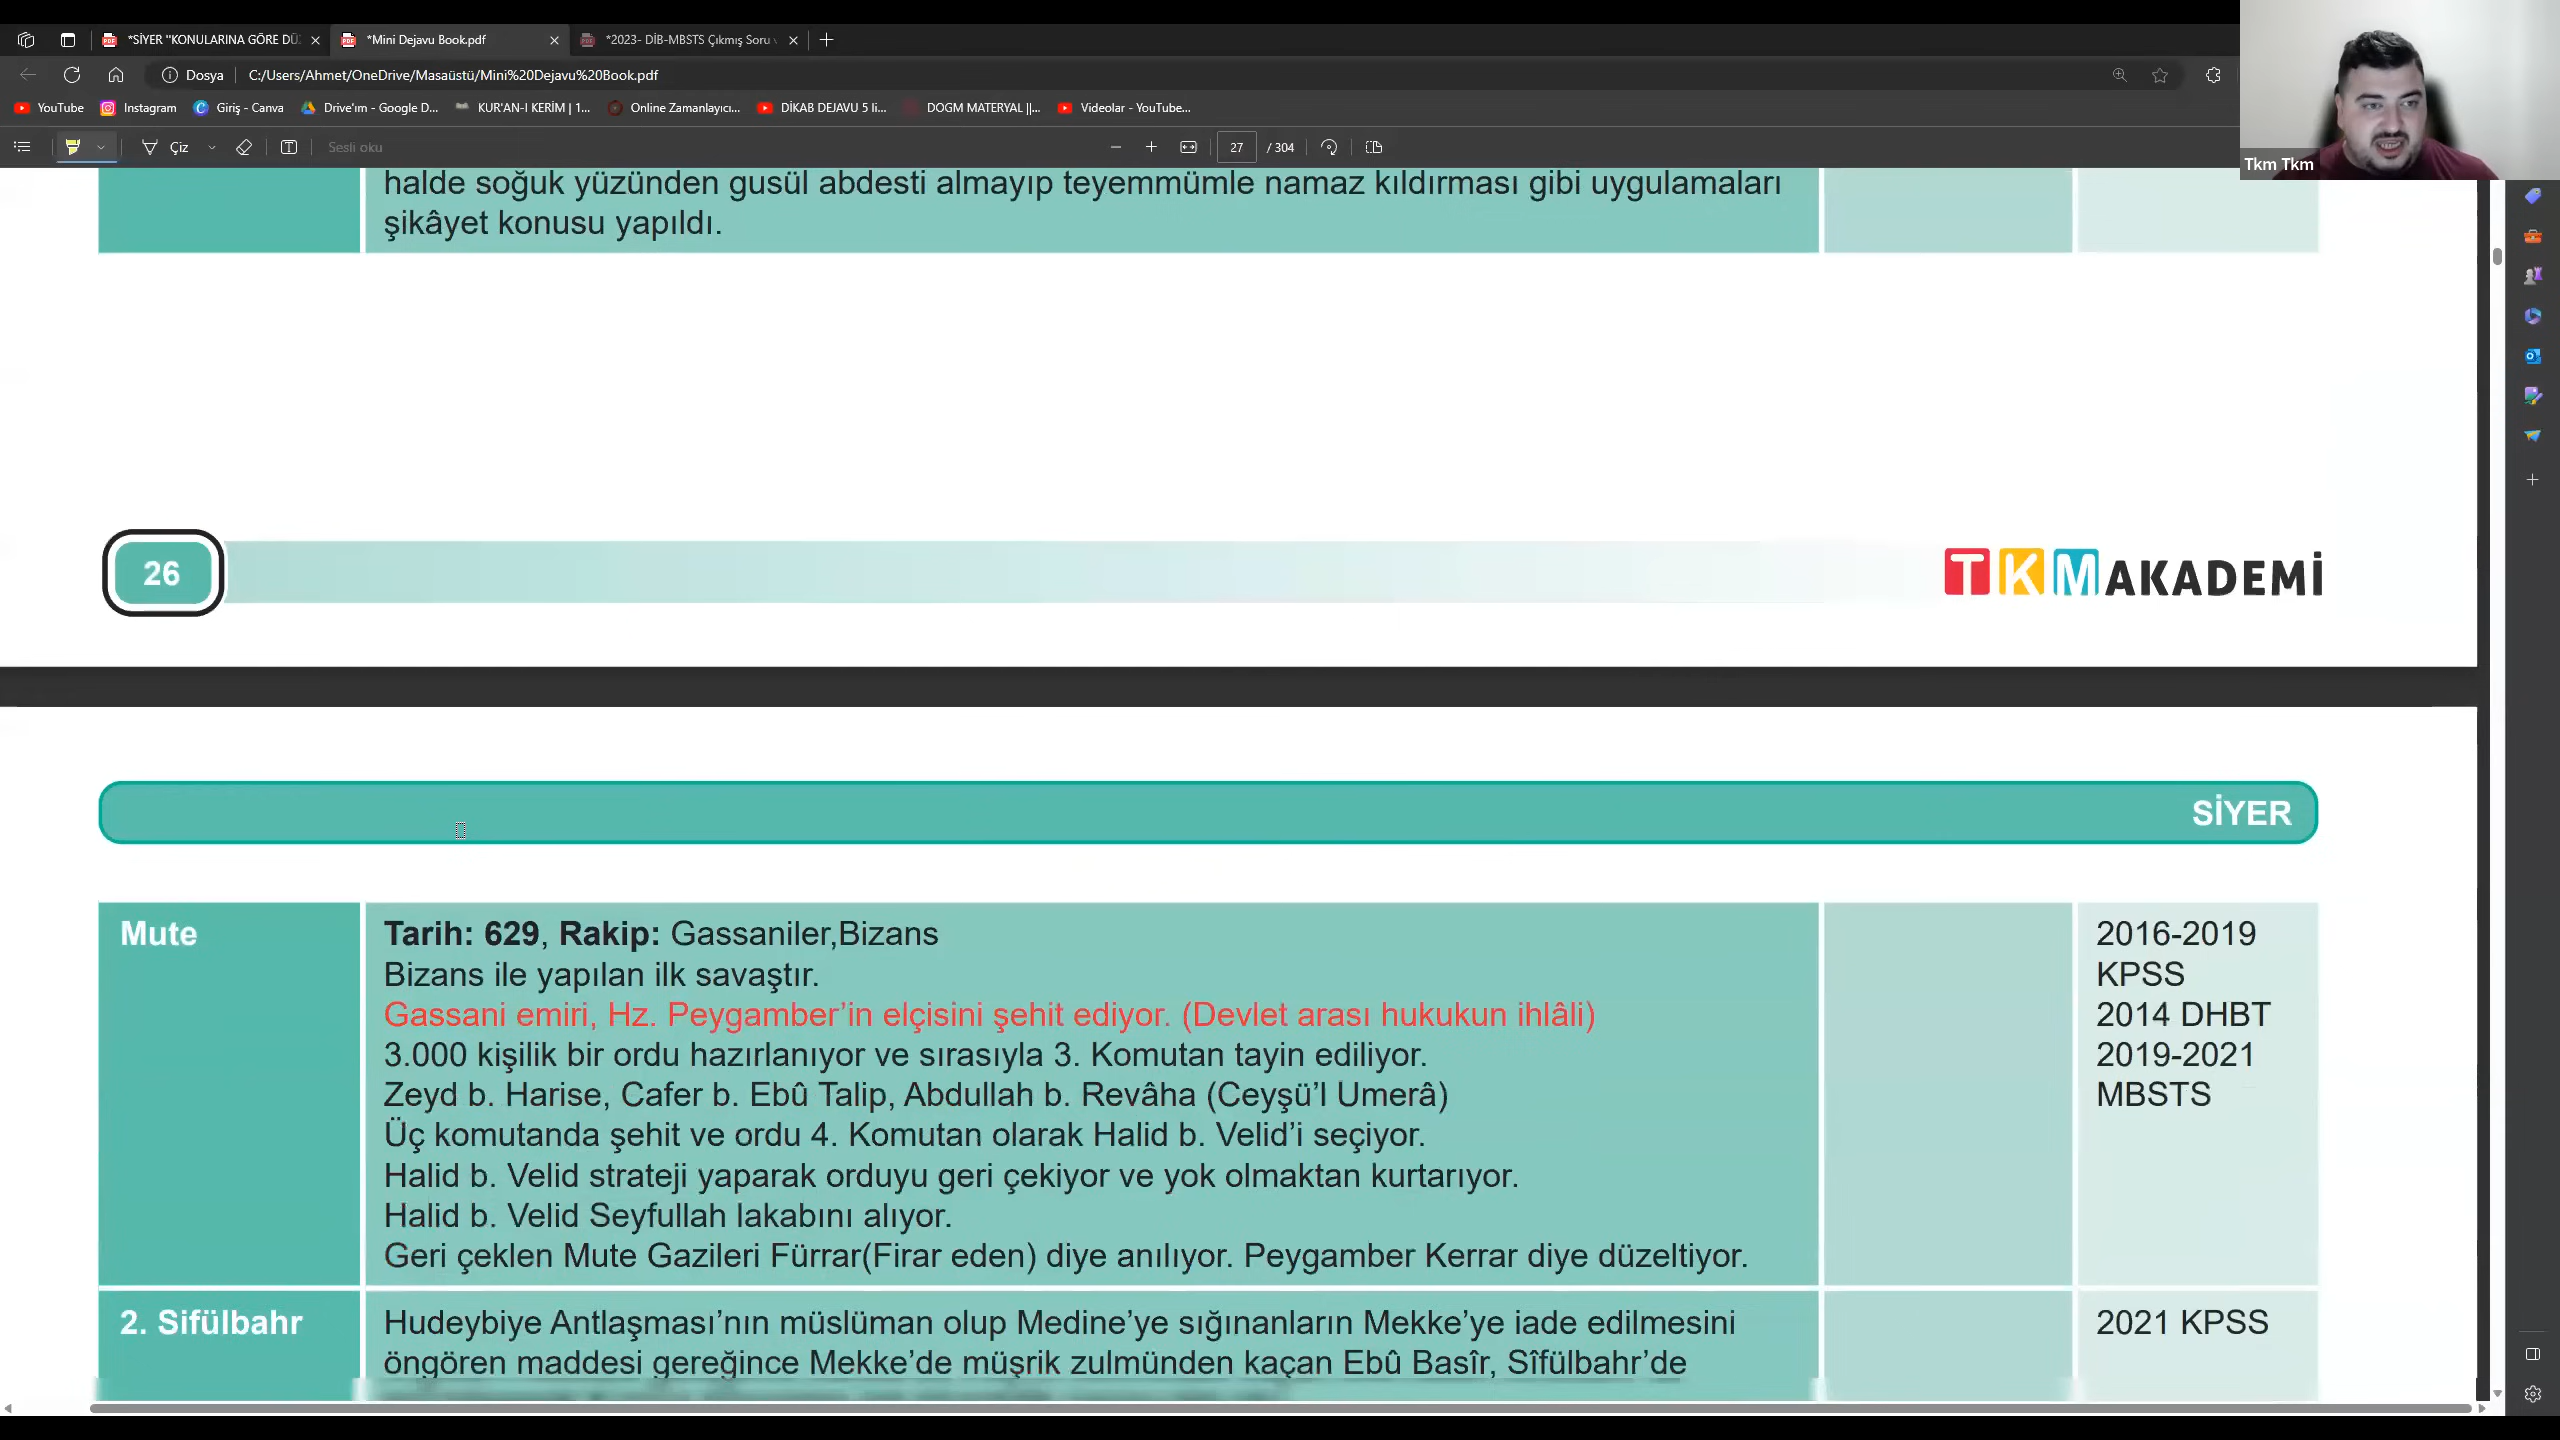 *SİYER "KONULARINA GÖRE DÜ
*Mini Dejavu Book.pdf
*2023- DİB-MBSTS Çıkmış Soru
Dosya
C:/Users/Ahmet/OneDrive/Masaüstü/Mini%20Dejavu%20Book.pdf
YouTube
Instagram
Giriş - Canva
Drive'ım - Google D...
KUR'AN-I KERİM | 1...
Online Zamanlayıcı...
DİKAB DEJAVU 5 li...
DOGM MATERYAL ||...
Videolar - YouTube...
Çiz
Sesli oku
27
/ 304
Tkm Tkm
halde soğuk yüzünden gusül abdesti almayıp teyemmümle namaz kıldırması gibi uygulamaları
şikâyet konusu yapıldı.
26
TKM AKADEMİ
SİYER
Mute
Tarih: 629, Rakip: Gassaniler,Bizans
Bizans ile yapılan ilk savaştır.
Gassani emiri, Hz. Peygamber’in elçisini şehit ediyor. (Devlet arası hukukun ihlâli)
3.000 kişilik bir ordu hazırlanıyor ve sırasıyla 3. Komutan tayin ediliyor.
Zeyd b. Harise, Cafer b. Ebû Talip, Abdullah b. Revâha (Ceyşü’l Umerâ)
Üç komutanda şehit ve ordu 4. Komutan olarak Halid b. Velid’i seçiyor.
Halid b. Velid strateji yaparak orduyu geri çekiyor ve yok olmaktan kurtarıyor.
Halid b. Velid Seyfullah lakabını alıyor.
Geri çeklen Mute Gazileri Fürrar(Firar eden) diye anılıyor. Peygamber Kerrar diye düzeltiyor.
2016-2019
KPSS
2014 DHBT
2019-2021
MBSTS
2. Sifülbahr
Hudeybiye Antlaşması’nın müslüman olup Medine’ye sığınanların Mekke’ye iade edilmesini
öngören maddesi gereğince Mekke’de müşrik zulmünden kaçan Ebû Basîr, Sîfülbahr’de
2021 KPSS